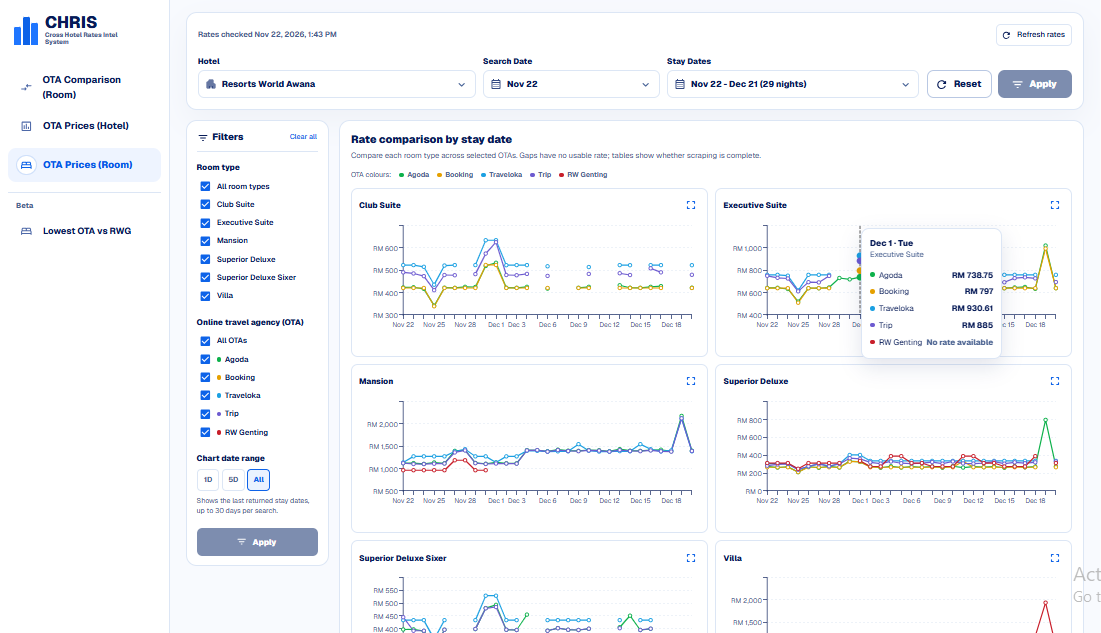 CHRIS
Cross Hotel Rates Intel
System
OTA Comparison
(Room)
OTA Prices (Hotel)
OTA Prices (Room)
Beta
Lowest OTA vs RWG
Rates checked Nov 22, 2026, 1:43 PM
Refresh rates
Hotel
Search Date
Stay Dates
Resorts World Awana
Nov 22
Nov 22 - Dec 21 (29 nights)
Reset
Apply
Filters
Clear all
Room type
All room types
Club Suite
Executive Suite
Mansion
Superior Deluxe
Superior Deluxe Sixer
Villa
Online travel agency (OTA)
All OTAs
Agoda
Booking
Traveloka
Trip
RW Genting
Chart date range
1D 5D All
Shows the last returned stay dates,
up to 30 days per search.
Apply
Rate comparison by stay date
Compare each room type across selected OTAs. Gaps have no usable rate; tables show whether scraping is complete.
OTA colours: Agoda Booking Traveloka Trip RW Genting
Club Suite
RM 600
RM 500
RM 400
RM 300
Nov 22 Nov 25 Nov 28 Dec 1 Dec 3 Dec 6 Dec 9 Dec 12 Dec 15 Dec 18
Executive Suite
RM 1,000
RM 800
RM 600
RM 400
Nov 22 Nov 25 Nov 28 Dec 15 Dec 18
Dec 1 · Tue
Executive Suite
Agoda RM 738.75
Booking RM 797
Traveloka RM 930.61
Trip RM 885
RW Genting No rate available
Mansion
RM 2,000
RM 1,500
RM 1,000
RM 500
Nov 22 Nov 25 Nov 28 Dec 1 Dec 3 Dec 6 Dec 9 Dec 12 Dec 15 Dec 18
Superior Deluxe
RM 800
RM 600
RM 400
RM 200
RM 0
Nov 22 Nov 25 Nov 28 Dec 1 Dec 3 Dec 6 Dec 9 Dec 12 Dec 15 Dec 18
Superior Deluxe Sixer
RM 550
RM 500
RM 450
RM 400
Villa
RM 2,000
RM 1,500
Act
Go t